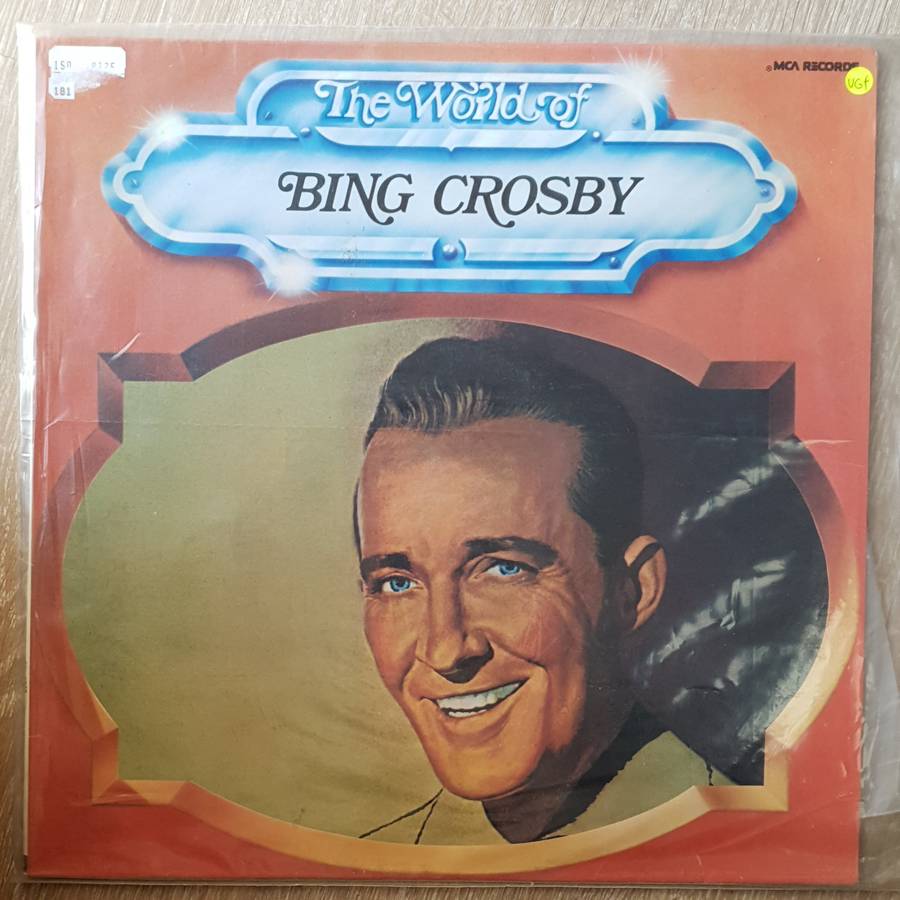 181
MCA RECORDS
VG+
The World of
BING CROSBY